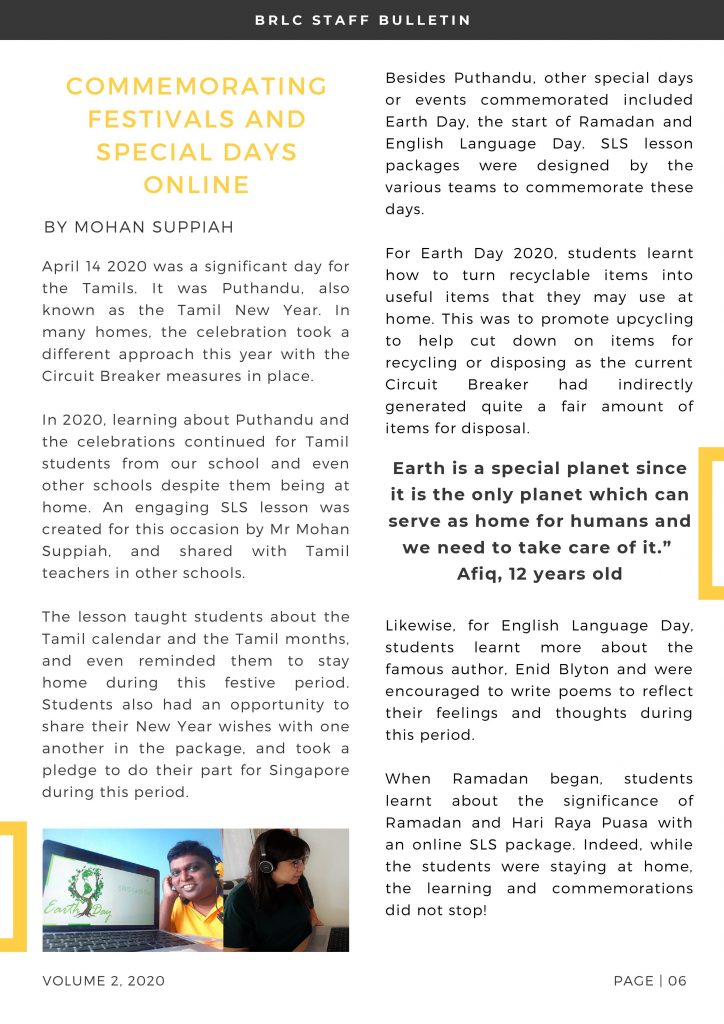 BRLC STAFF BULLETIN
COMMEMORATING
FESTIVALS AND
SPECIAL DAYS
ONLINE
BY MOHAN SUPPIAH
April 14 2020 was a significant day for
the Tamils. It was Puthandu, also
known as the Tamil New Year. In
many homes, the celebration took a
different approach this year with the
Circuit Breaker measures in place.
In 2020, learning about Puthandu and
the celebrations continued for Tamil
students from our school and even
other schools despite them being at
home. An engaging SLS lesson was
created for this occasion by Mr Mohan
Suppiah, and shared with Tamil
teachers in other schools.
The lesson taught students about the
Tamil calendar and the Tamil months,
and even reminded them to stay
home during this festive period.
Students also had an opportunity to
share their New Year wishes with one
another in the package, and took a
pledge to do their part for Singapore
during this period.
Earth Day
Besides Puthandu, other special days
or events commemorated included
Earth Day, the start of Ramadan and
English Language Day. SLS lesson
packages were designed by the
various teams to commemorate these
days.
For Earth Day 2020, students learnt
how to turn recyclable items into
useful items that they may use at
home. This was to promote upcycling
to help cut down on items for
recycling or disposing as the current
Circuit Breaker had indirectly
generated quite a fair amount of
items for disposal.
Earth is a special planet since
it is the only planet which can
serve as home for humans and
we need to take care of it.”
Afiq, 12 years old
Likewise, for English Language Day,
students learnt more about the
famous author, Enid Blyton and were
encouraged to write poems to reflect
their feelings and thoughts during
this period.
When Ramadan began, students
learnt about the significance of
Ramadan and Hari Raya Puasa with
an online SLS package. Indeed, while
the students were staying at home,
the learning and commemorations
did not stop!
VOLUME 2, 2020
PAGE | 06